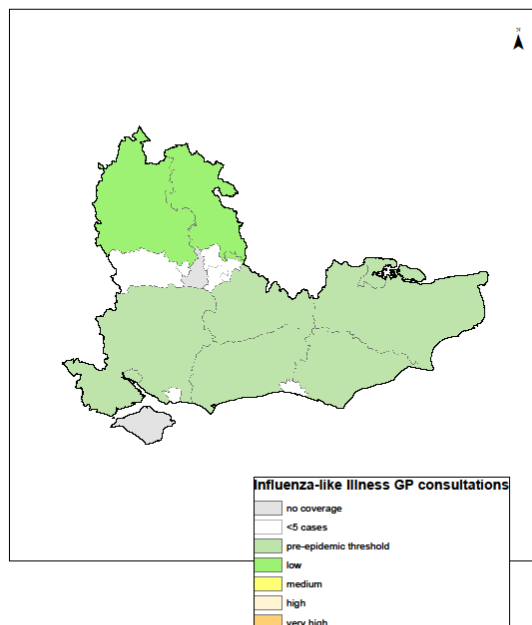 N
Influenza-like Illness GP consultations
no coverage
<5 cases
pre-epidemic threshold
low
medium
high
very high